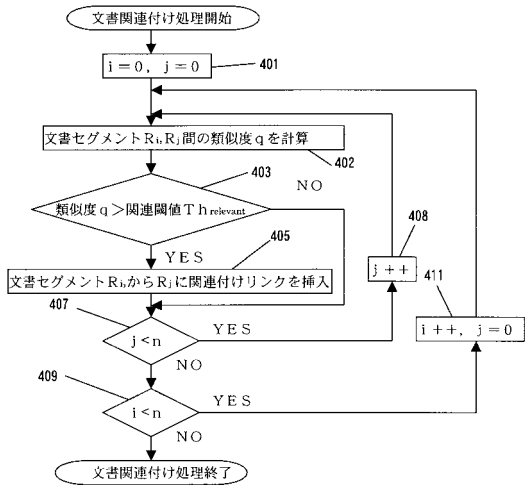 文書関連付け処理開始
i=0, j=0
401
文書セグメントRi,Rj間の類似度qを計算
402
403
NO
類似度q>関連閾値Threlevant
YES
405
408
文書セグメントRi,からRjに関連付けリンクを挿入
j++
411
407
j<n
YES
i++, j=0
NO
409
i<n
YES
NO
文書関連付け処理終了